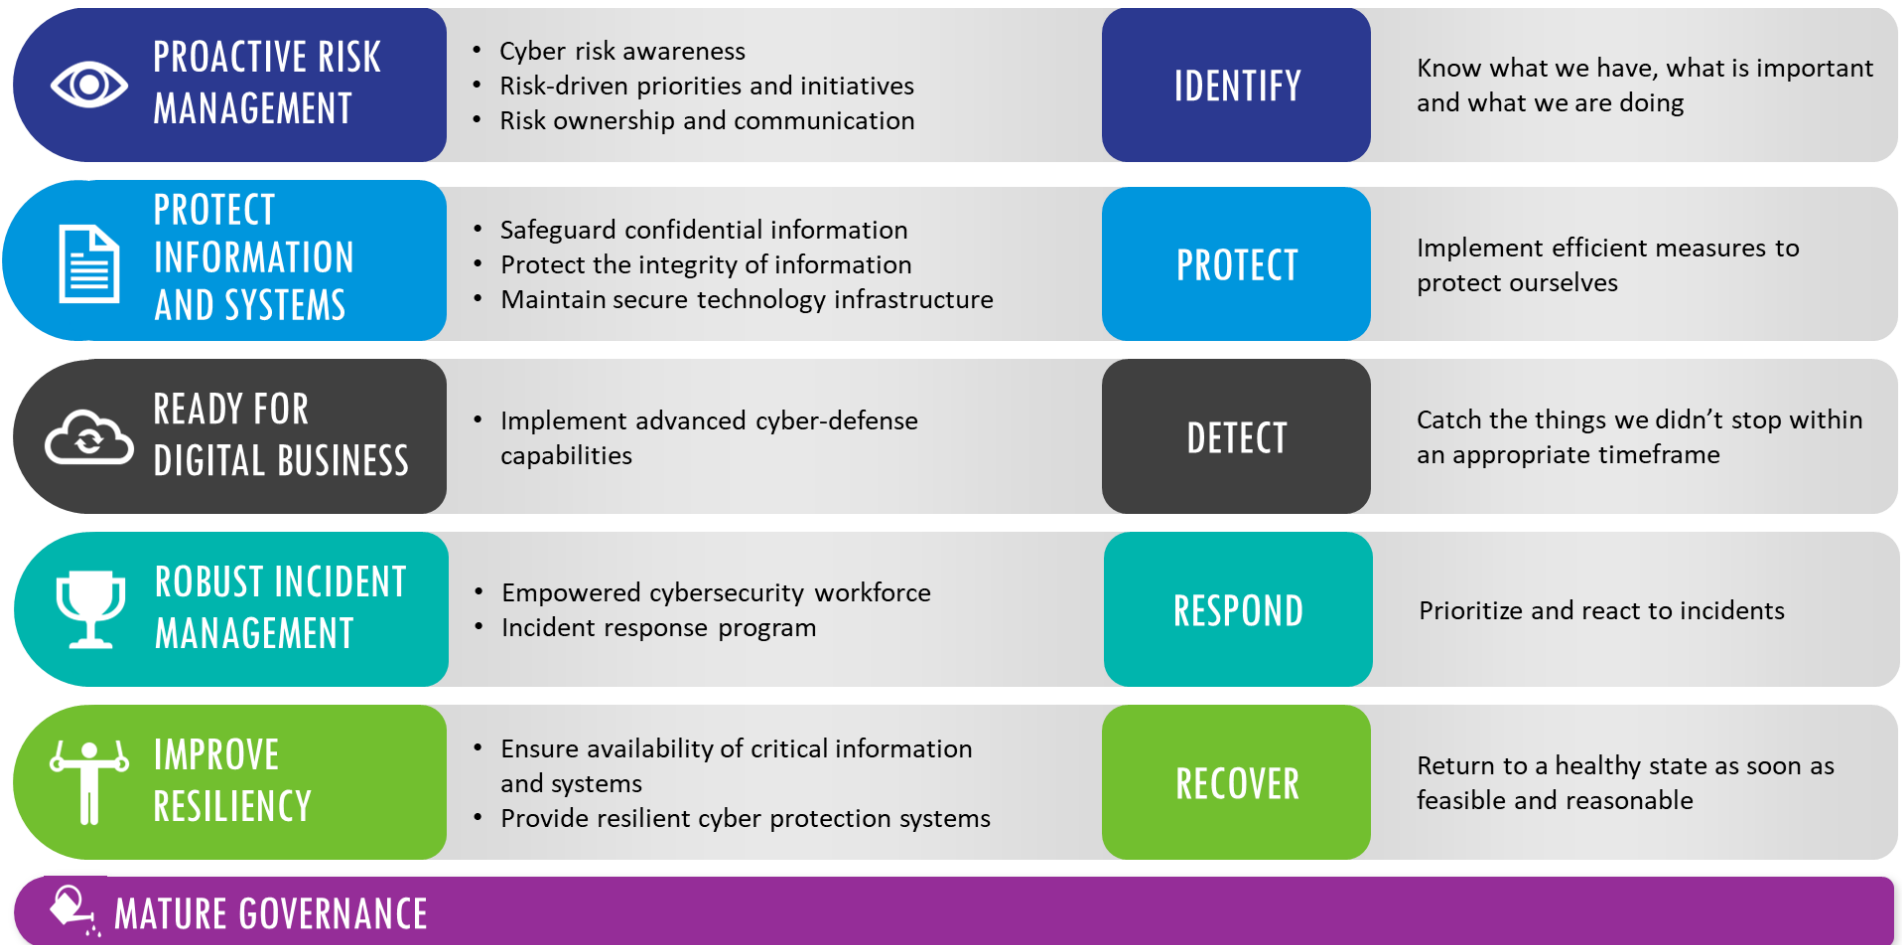 PROACTIVE RISK
MANAGEMENT
• Cyber risk awareness
• Risk-driven priorities and initiatives
• Risk ownership and communication
IDENTIFY
Know what we have, what is important
and what we are doing
PROTECT
INFORMATION
AND SYSTEMS
• Safeguard confidential information
• Protect the integrity of information
• Maintain secure technology infrastructure
PROTECT
Implement efficient measures to
protect ourselves
READY FOR
DIGITAL BUSINESS
• Implement advanced cyber-defense
capabilities
DETECT
Catch the things we didn’t stop within
an appropriate timeframe
ROBUST INCIDENT
MANAGEMENT
• Empowered cybersecurity workforce
• Incident response program
RESPOND
Prioritize and react to incidents
IMPROVE
RESILIENCY
• Ensure availability of critical information
and systems
• Provide resilient cyber protection systems
RECOVER
Return to a healthy state as soon as
feasible and reasonable
MATURE GOVERNANCE